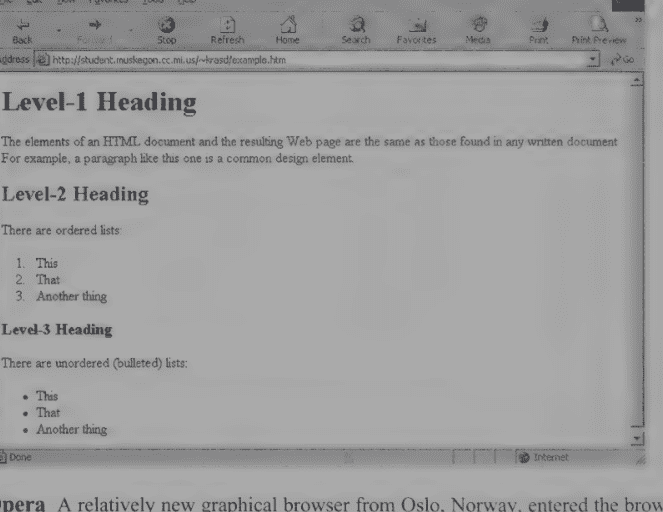 Back Forward Stop Refresh Home Search Favorites Media Print Print Preview
http://student.muskegon.cc.mi.us/~krasd/example.htm Go
Level-1 Heading
The elements of an HTML document and the resulting Web page are the same as those found in any written document
For example, a paragraph like this one is a common design element.
Level-2 Heading
There are ordered lists:
1. This
2. That
3. Another thing
Level-3 Heading
There are unordered (bulleted) lists:
• This
• That
• Another thing
Done Internet
A relatively new graphical browser from Oslo, Norway, entered the